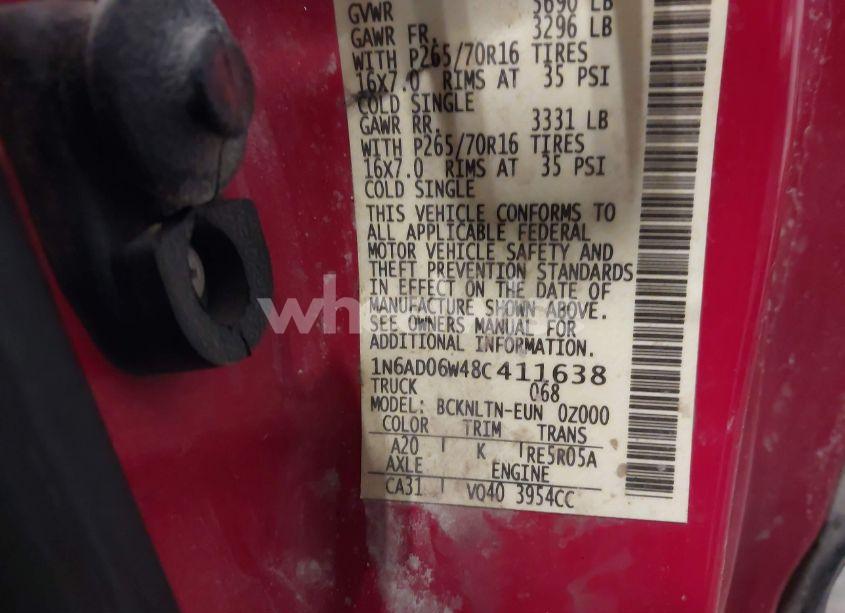 GVWR 5690 LB
GAWR FR. 3296 LB
WITH P265/70R16 TIRES
16X7.0 RIMS AT 35 PSI
COLD SINGLE
GAWR RR. 3331 LB
WITH P265/70R16 TIRES
16X7.0 RIMS AT 35 PSI
COLD SINGLE
THIS VEHICLE CONFORMS TO
ALL APPLICABLE FEDERAL
MOTOR VEHICLE SAFETY AND
THEFT PREVENTION STANDARDS
IN EFFECT ON THE DATE OF
MANUFACTURE SHOWN ABOVE.
SEE OWNERS MANUAL FOR
ADDITIONAL INFORMATION.
1N6AD06W48C411638
TRUCK 068
MODEL: BCKNLTN-EUN 0Z000
COLOR TRIM TRANS
A20 K RE5R05A
AXLE ENGINE
CA31 VQ40 3954CC